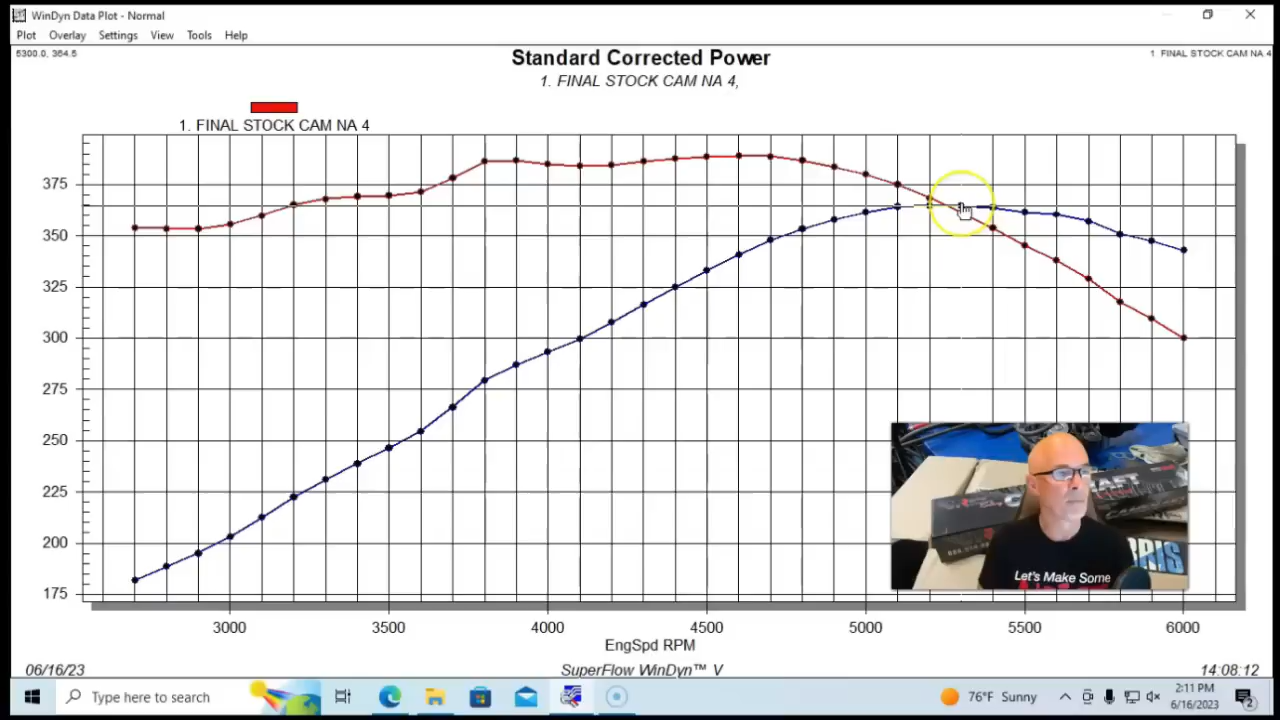 WinDyn Data Plot - Normal
Plot Overlay Settings View Tools Help
5300.0, 364.5
1. FINAL STOCK CAM NA 4
Standard Corrected Power
1. FINAL STOCK CAM NA 4,
1. FINAL STOCK CAM NA 4
375
350
325
300
275
250
225
200
175
3000 3500 4000 4500 5000 5500 6000
EngSpd RPM
Let's Make Some
06/16/23
SuperFlow WinDyn™ V
14:08:12
Type here to search
76°F Sunny
2:11 PM
6/16/2023
2